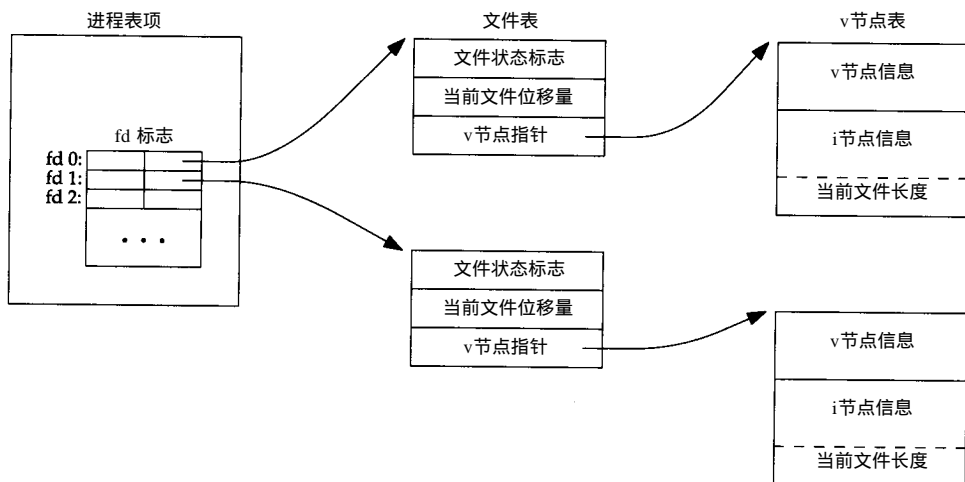 进程表项
fd 标志
fd 0:
fd 1:
fd 2:
• • •
文件表
文件状态标志
当前文件位移量
v节点指针
文件状态标志
当前文件位移量
v节点指针
v节点表
v节点信息
i节点信息
当前文件长度
v节点信息
i节点信息
当前文件长度